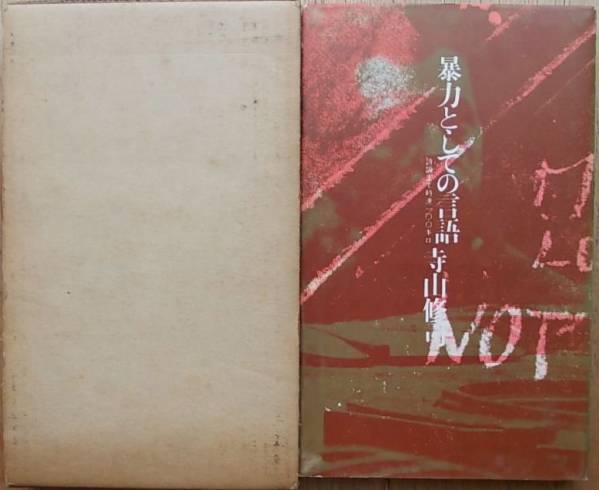 暴力としての言語
詩論まで時速一〇〇キロ
寺山修司
NOT